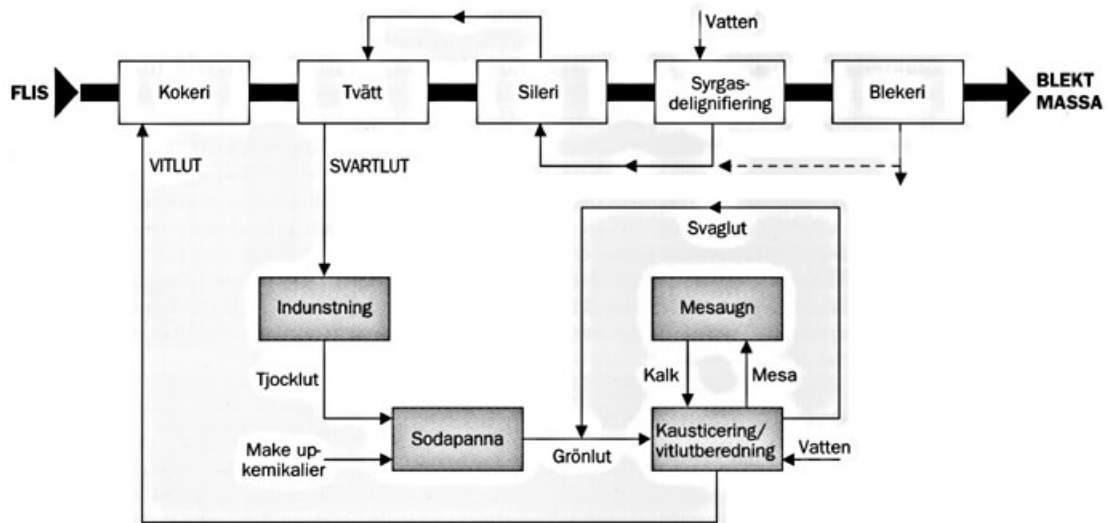 Vatten
FLIS
Kokeri
Tvätt
Sileri
Syrgas-
delignifiering
Blekeri
BLEKT
MASSA
VITLUT
SVARTLUT
Svaglut
Indunstning
Mesaugn
Tjocklut
Kalk
Mesa
Sodapanna
Kausticering/
vitlutberedning
Make up-
kemikalier
Grönlut
Vatten